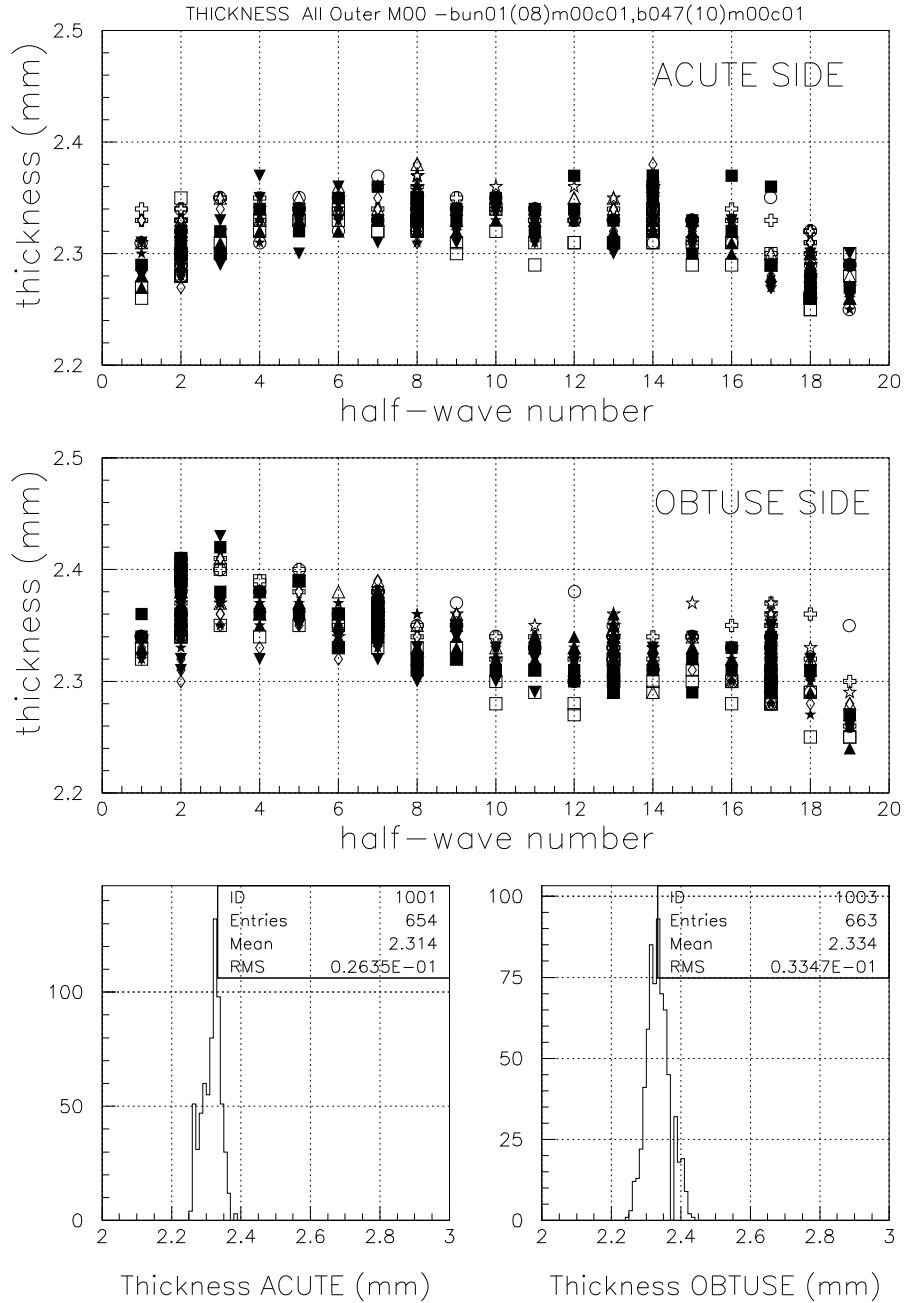 THICKNESS All Outer M00 −bun01(08)m00c01,b047(10)m00c01
ACUTE SIDE
thickness (mm)
2.5
2.4
2.3
2.2
0 2 4 6 8 10 12 14 16 18 20
half−wave number
OBTUSE SIDE
thickness (mm)
2.5
2.4
2.3
2.2
0 2 4 6 8 10 12 14 16 18 20
half−wave number
ID 1001
Entries 654
Mean 2.314
RMS 0.2635E−01
100
50
0
2 2.2 2.4 2.6 2.8 3
Thickness ACUTE (mm)
ID 1003
Entries 663
Mean 2.334
RMS 0.3347E−01
100
75
50
25
0
2 2.2 2.4 2.6 2.8 3
Thickness OBTUSE (mm)